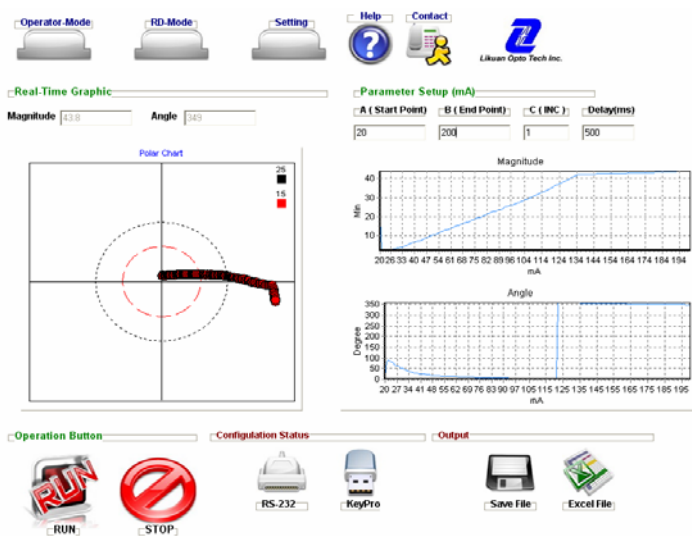 Operator-Mode RD-Mode Setting Help Contact
Likuan Opto Tech Inc.
Real-Time Graphic
Magnitude 43.8 Angle 349
Polar Chart
25
15
Parameter Setup (mA)
A ( Start Point) B ( End Point) C ( INC ) Delay(ms)
20 200 1 500
Magnitude
40
30
20
10
Min
20 26 33 40 47 54 61 68 75 82 89 96 104 114 124 134 144 154 164 174 184 194
mA
Angle
350
300
250
200
150
100
50
0
Degree
20 27 34 41 48 55 62 69 76 83 90 97 105 115 125 135 145 155 165 175 185 195
mA
Operation Button Configulation Status Output
RUN
RS-232 KeyPro Save File Excel File
RUN STOP